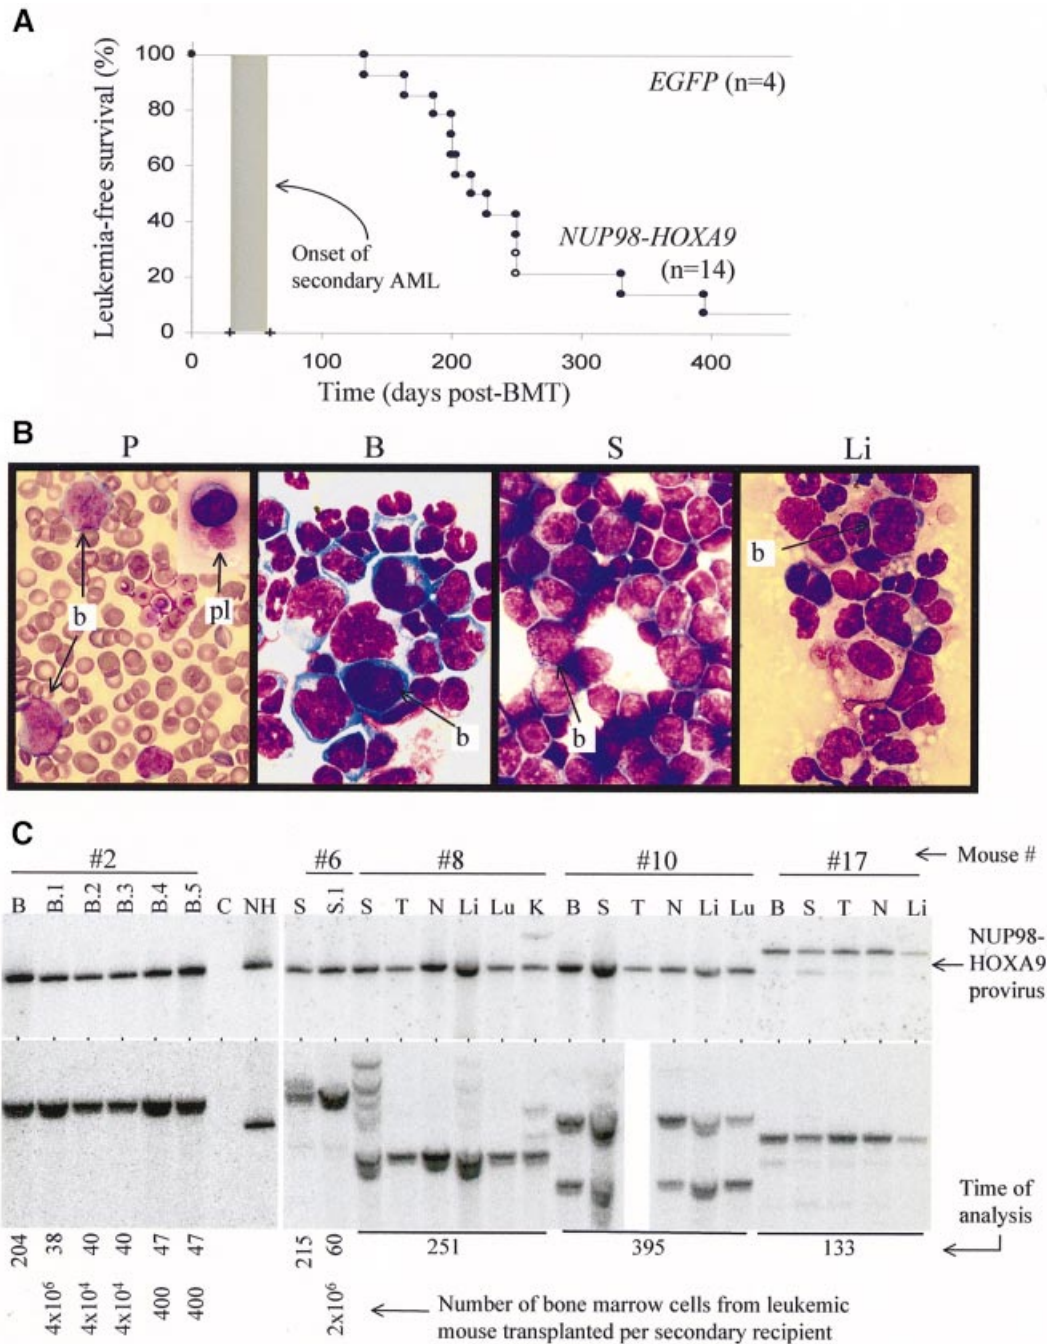 A
Leukemia-free survival (%)
100
80
60
40
20
0
EGFP (n=4)
NUP98-HOXA9
(n=14)
Onset of
secondary AML
0 100 200 300 400
Time (days post-BMT)
B
P B S Li
b pl b b b
C
#2 #6 #8 #10 #17 Mouse #
B B.1 B.2 B.3 B.4 B.5 C NH S S.1 S T N Li Lu K B S T N Li Lu B S T N Li
NUP98-
HOXA9
provirus
Time of
analysis
204 38 40 40 47 47 215 60 251 395 133
4x10⁶ 4x10⁴ 4x10⁴ 400 400 2x10⁶
Number of bone marrow cells from leukemic
mouse transplanted per secondary recipient